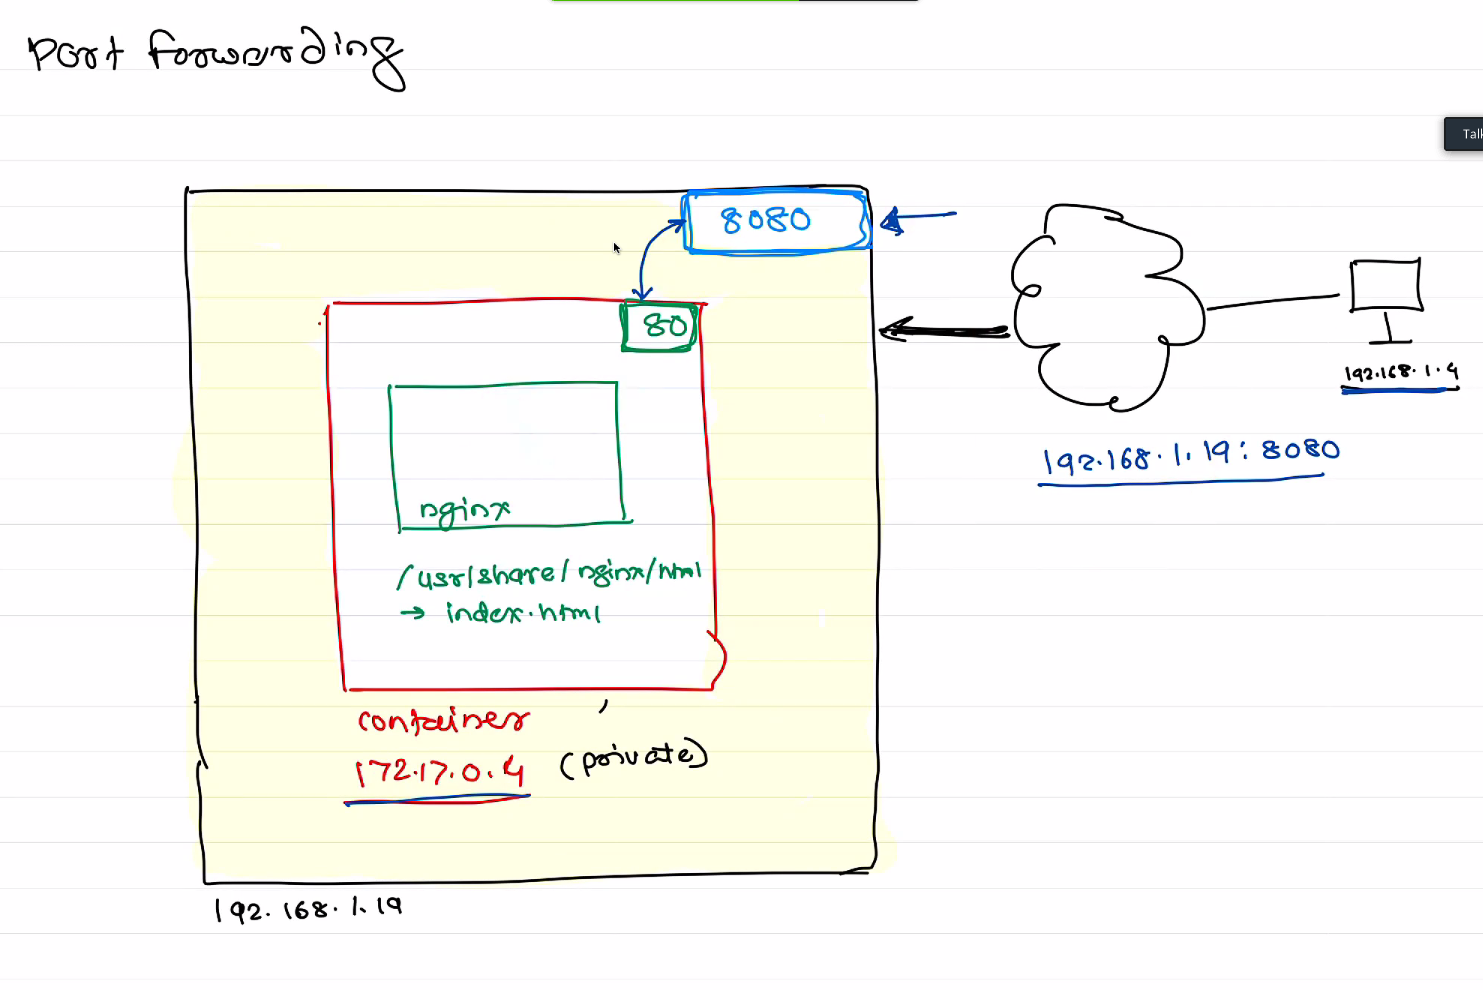 Port forwarding
Talk
8080
80
192.168.1.4
192.168.1.19:8080
nginx
/usr/share/nginx/html
→ index.html
container
172.17.0.4 (private)
192.168.1.19